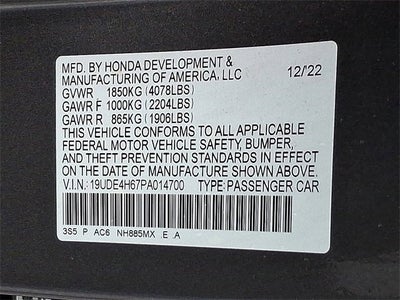 MFD. BY HONDA DEVELOPMENT &
MANUFACTURING OF AMERICA, LLC 12/'22
GVWR 1850KG (4078LBS)
GAWR F 1000KG (2204LBS)
GAWR R 865KG (1906LBS)
THIS VEHICLE CONFORMS TO ALL APPLICABLE
FEDERAL MOTOR VEHICLE SAFETY, BUMPER,
AND THEFT PREVENTION STANDARDS IN EFFECT
ON THE DATE OF MANUFACTURE SHOWN ABOVE.
V.I.N.: 19UDE4H67PA014700 TYPE: PASSENGER CAR
3S5 P AC6 NH885MX E A